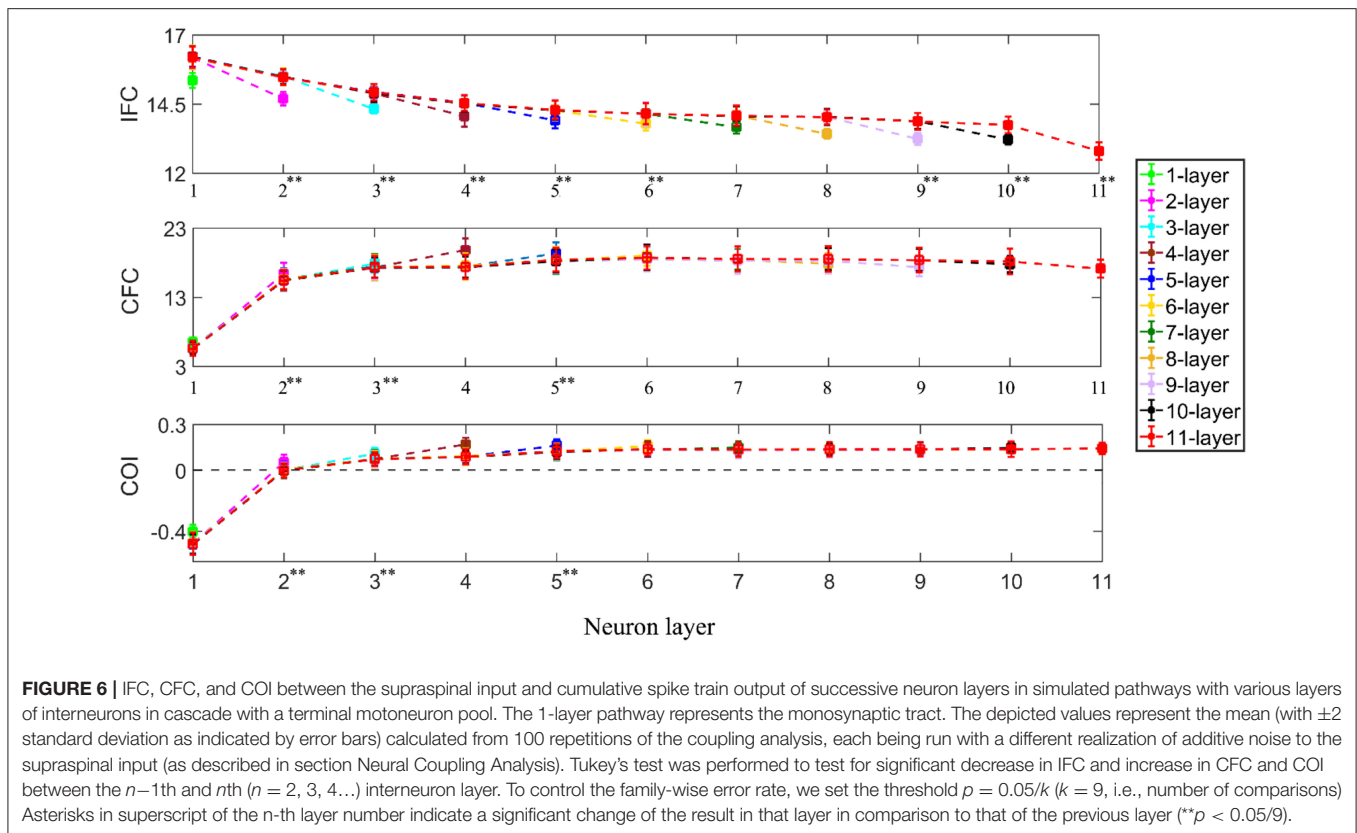 17
14.5
12
IFC
1 2** 3** 4** 5** 6** 7 8 9** 10** 11**
23
13
3
CFC
1 2** 3** 4 5** 6 7 8 9 10 11
0.3
0
-0.4
COI
1 2** 3** 4 5** 6 7 8 9 10 11
Neuron layer
1-layer
2-layer
3-layer
4-layer
5-layer
6-layer
7-layer
8-layer
9-layer
10-layer
11-layer
FIGURE 6 | IFC, CFC, and COI between the supraspinal input and cumulative spike train output of successive neuron layers in simulated pathways with various layers
of interneurons in cascade with a terminal motoneuron pool. The 1-layer pathway represents the monosynaptic tract. The depicted values represent the mean (with ±2
standard deviation as indicated by error bars) calculated from 100 repetitions of the coupling analysis, each being run with a different realization of additive noise to the
supraspinal input (as described in section Neural Coupling Analysis). Tukey's test was performed to test for significant decrease in IFC and increase in CFC and COI
between the n−1th and nth (n = 2, 3, 4…) interneuron layer. To control the family-wise error rate, we set the threshold p = 0.05/k (k = 9, i.e., number of comparisons)
Asterisks in superscript of the n-th layer number indicate a significant change of the result in that layer in comparison to that of the previous layer (**p < 0.05/9).